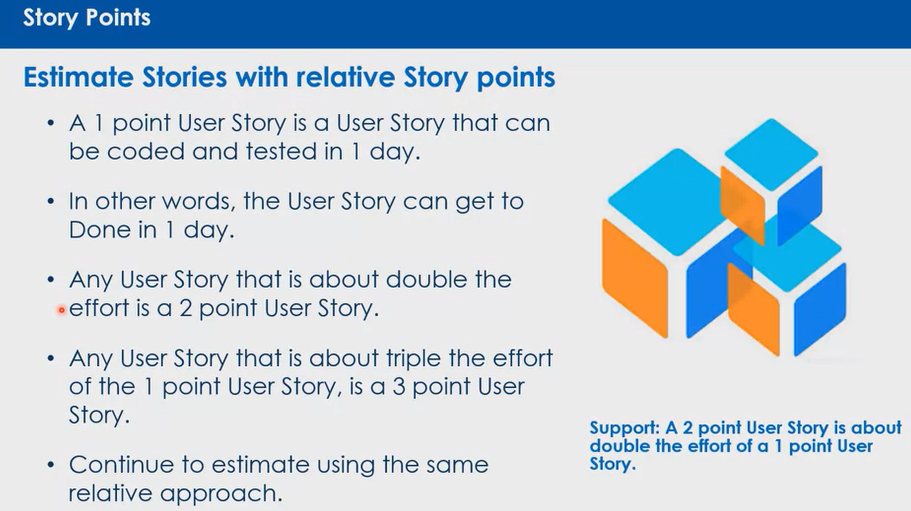 Story Points
Estimate Stories with relative Story points
• A 1 point User Story is a User Story that can
be coded and tested in 1 day.
• In other words, the User Story can get to
Done in 1 day.
• Any User Story that is about double the
effort is a 2 point User Story.
• Any User Story that is about triple the effort
of the 1 point User Story, is a 3 point User
Story.
• Continue to estimate using the same
relative approach.
Support: A 2 point User Story is about
double the effort of a 1 point User
Story.